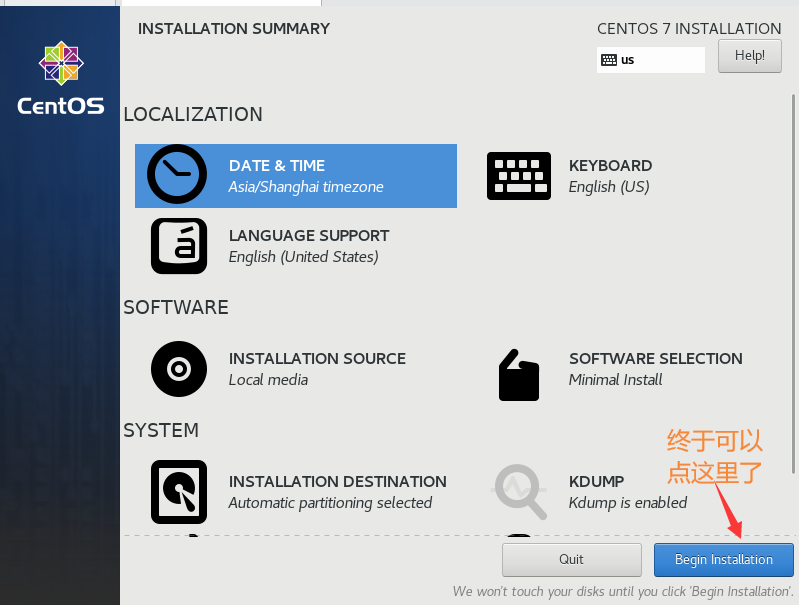 INSTALLATION SUMMARY
CENTOS 7 INSTALLATION
us
Help!
CentOS
LOCALIZATION
DATE & TIME
Asia/Shanghai timezone
KEYBOARD
English (US)
LANGUAGE SUPPORT
English (United States)
SOFTWARE
INSTALLATION SOURCE
Local media
SOFTWARE SELECTION
Minimal Install
SYSTEM
终于可以
点这里了
INSTALLATION DESTINATION
Automatic partitioning selected
KDUMP
Kdump is enabled
Quit
Begin Installation
We won't touch your disks until you click 'Begin Installation'.